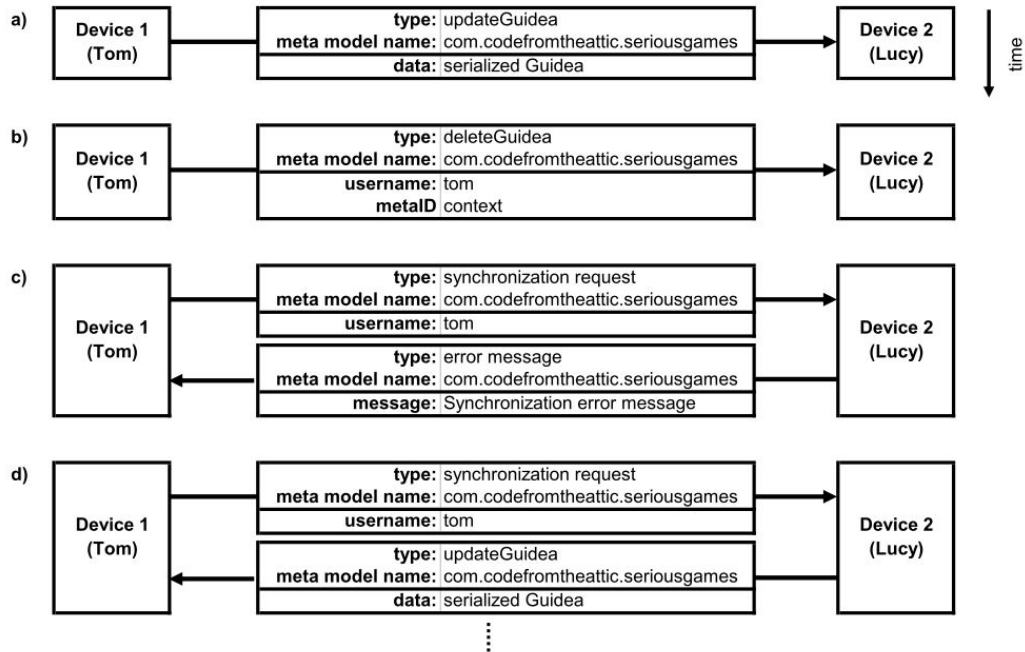 a)
Device 1
(Tom)
type: updateGuidea
meta model name: com.codefromtheattic.seriousgames
data: serialized Guidea
Device 2
(Lucy)
time
b)
Device 1
(Tom)
type: deleteGuidea
meta model name: com.codefromtheattic.seriousgames
username: tom
metaID context
Device 2
(Lucy)
c)
Device 1
(Tom)
type: synchronization request
meta model name: com.codefromtheattic.seriousgames
username: tom
type: error message
meta model name: com.codefromtheattic.seriousgames
message: Synchronization error message
Device 2
(Lucy)
d)
Device 1
(Tom)
type: synchronization request
meta model name: com.codefromtheattic.seriousgames
username: tom
type: updateGuidea
meta model name: com.codefromtheattic.seriousgames
data: serialized Guidea
Device 2
(Lucy)